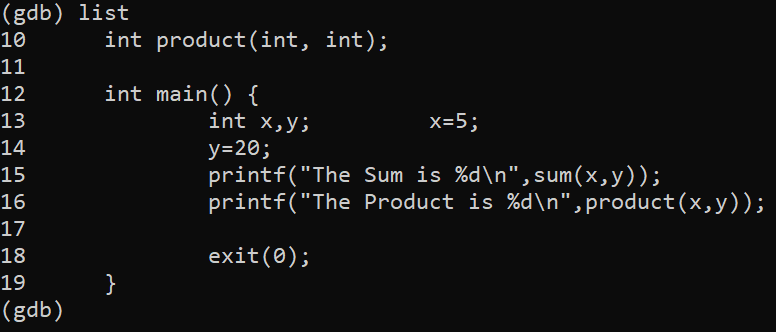 (gdb) list
10      int product(int, int);
11
12      int main() {
13              int x,y;         x=5;
14              y=20;
15              printf("The Sum is %d\n",sum(x,y));
16              printf("The Product is %d\n",product(x,y));
17
18              exit(0);
19      }
(gdb)